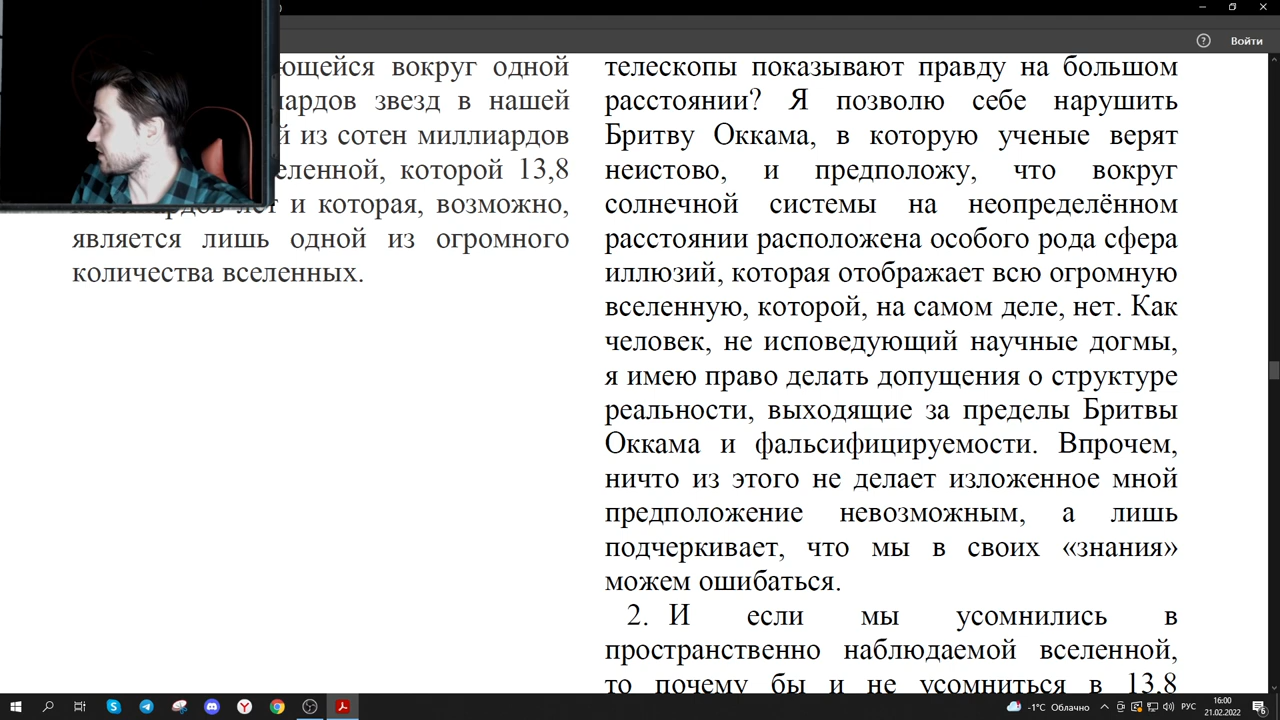 Войти
ющейся вокруг одной
ардов звезд в нашей
из сотен миллиардов
еленной, которой 13,8
лет и которая, возможно,
является лишь одной из огромного
количества вселенных.
телескопы показывают правду на большом
расстоянии? Я позволю себе нарушить
Бритву Оккама, в которую ученые верят
неистово, и предположу, что вокруг
солнечной системы на неопределённом
расстоянии расположена особого рода сфера
иллюзий, которая отображает всю огромную
вселенную, которой, на самом деле, нет. Как
человек, не исповедующий научные догмы,
я имею право делать допущения о структуре
реальности, выходящие за пределы Бритвы
Оккама и фальсифицируемости. Впрочем,
ничто из этого не делает изложенное мной
предположение невозможным, а лишь
подчеркивает, что мы в своих «знания»
можем ошибаться.
2. И если мы усомнились в
пространственно наблюдаемой вселенной,
то почему бы и не усомниться в 13,8
-1°C Облачно
РУС
16:00
21.02.2022
6